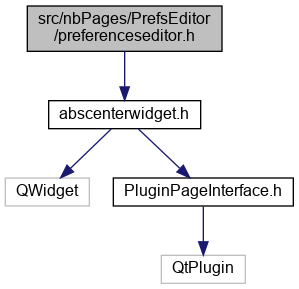 src/nbPages/PrefsEditor
/preferenceseditor.h
abscenterwidget.h
QWidget
PluginPageInterface.h
QtPlugin